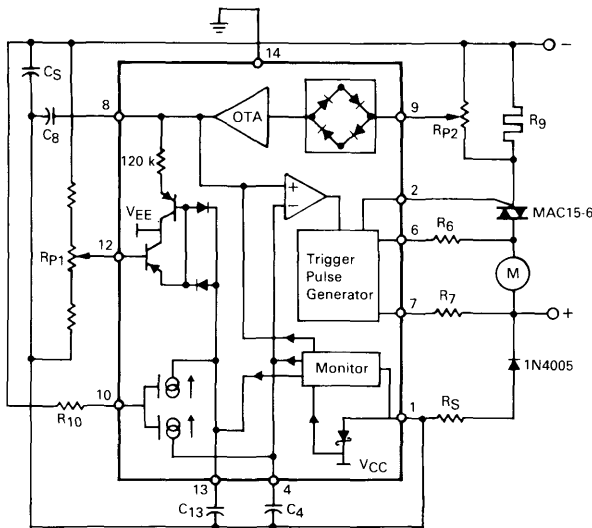 −
14
CS
C8
8
OTA
9
RP2
R9
120 k
2
MAC15-6
VEE
+
−
6
R6
RP1
12
Trigger
Pulse
Generator
M
7
R7
+
1N4005
Monitor
10
R10
1
RS
VCC
13
4
C13
C4